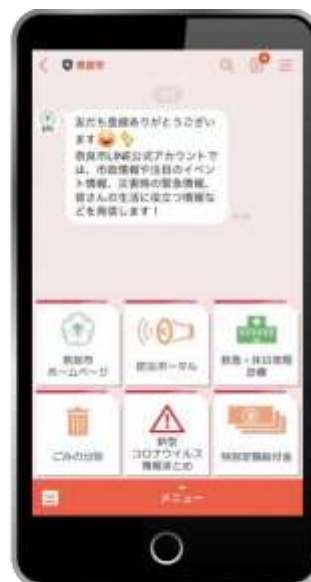 奈良市
友だち登録ありがとうござい
ます
奈良市LINE公式アカウントで
は、市政情報や注目のイベン
ト情報、災害時の緊急情報、
皆さんの生活に役立つ情報な
どを発信します！
奈良市
ホームページ
防災ポータル
救急・休日夜間
診療
ごみの分別
新型
コロナウイルス
情報まとめ
特別定額給付金
メニュー